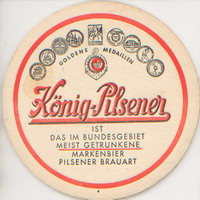 GOLDENE MEDAILLEN
König-Pilsener
IST
DAS IM BUNDESGEBIET
MEIST GETRUNKENE
MARKENBIER
PILSENER BRAUART